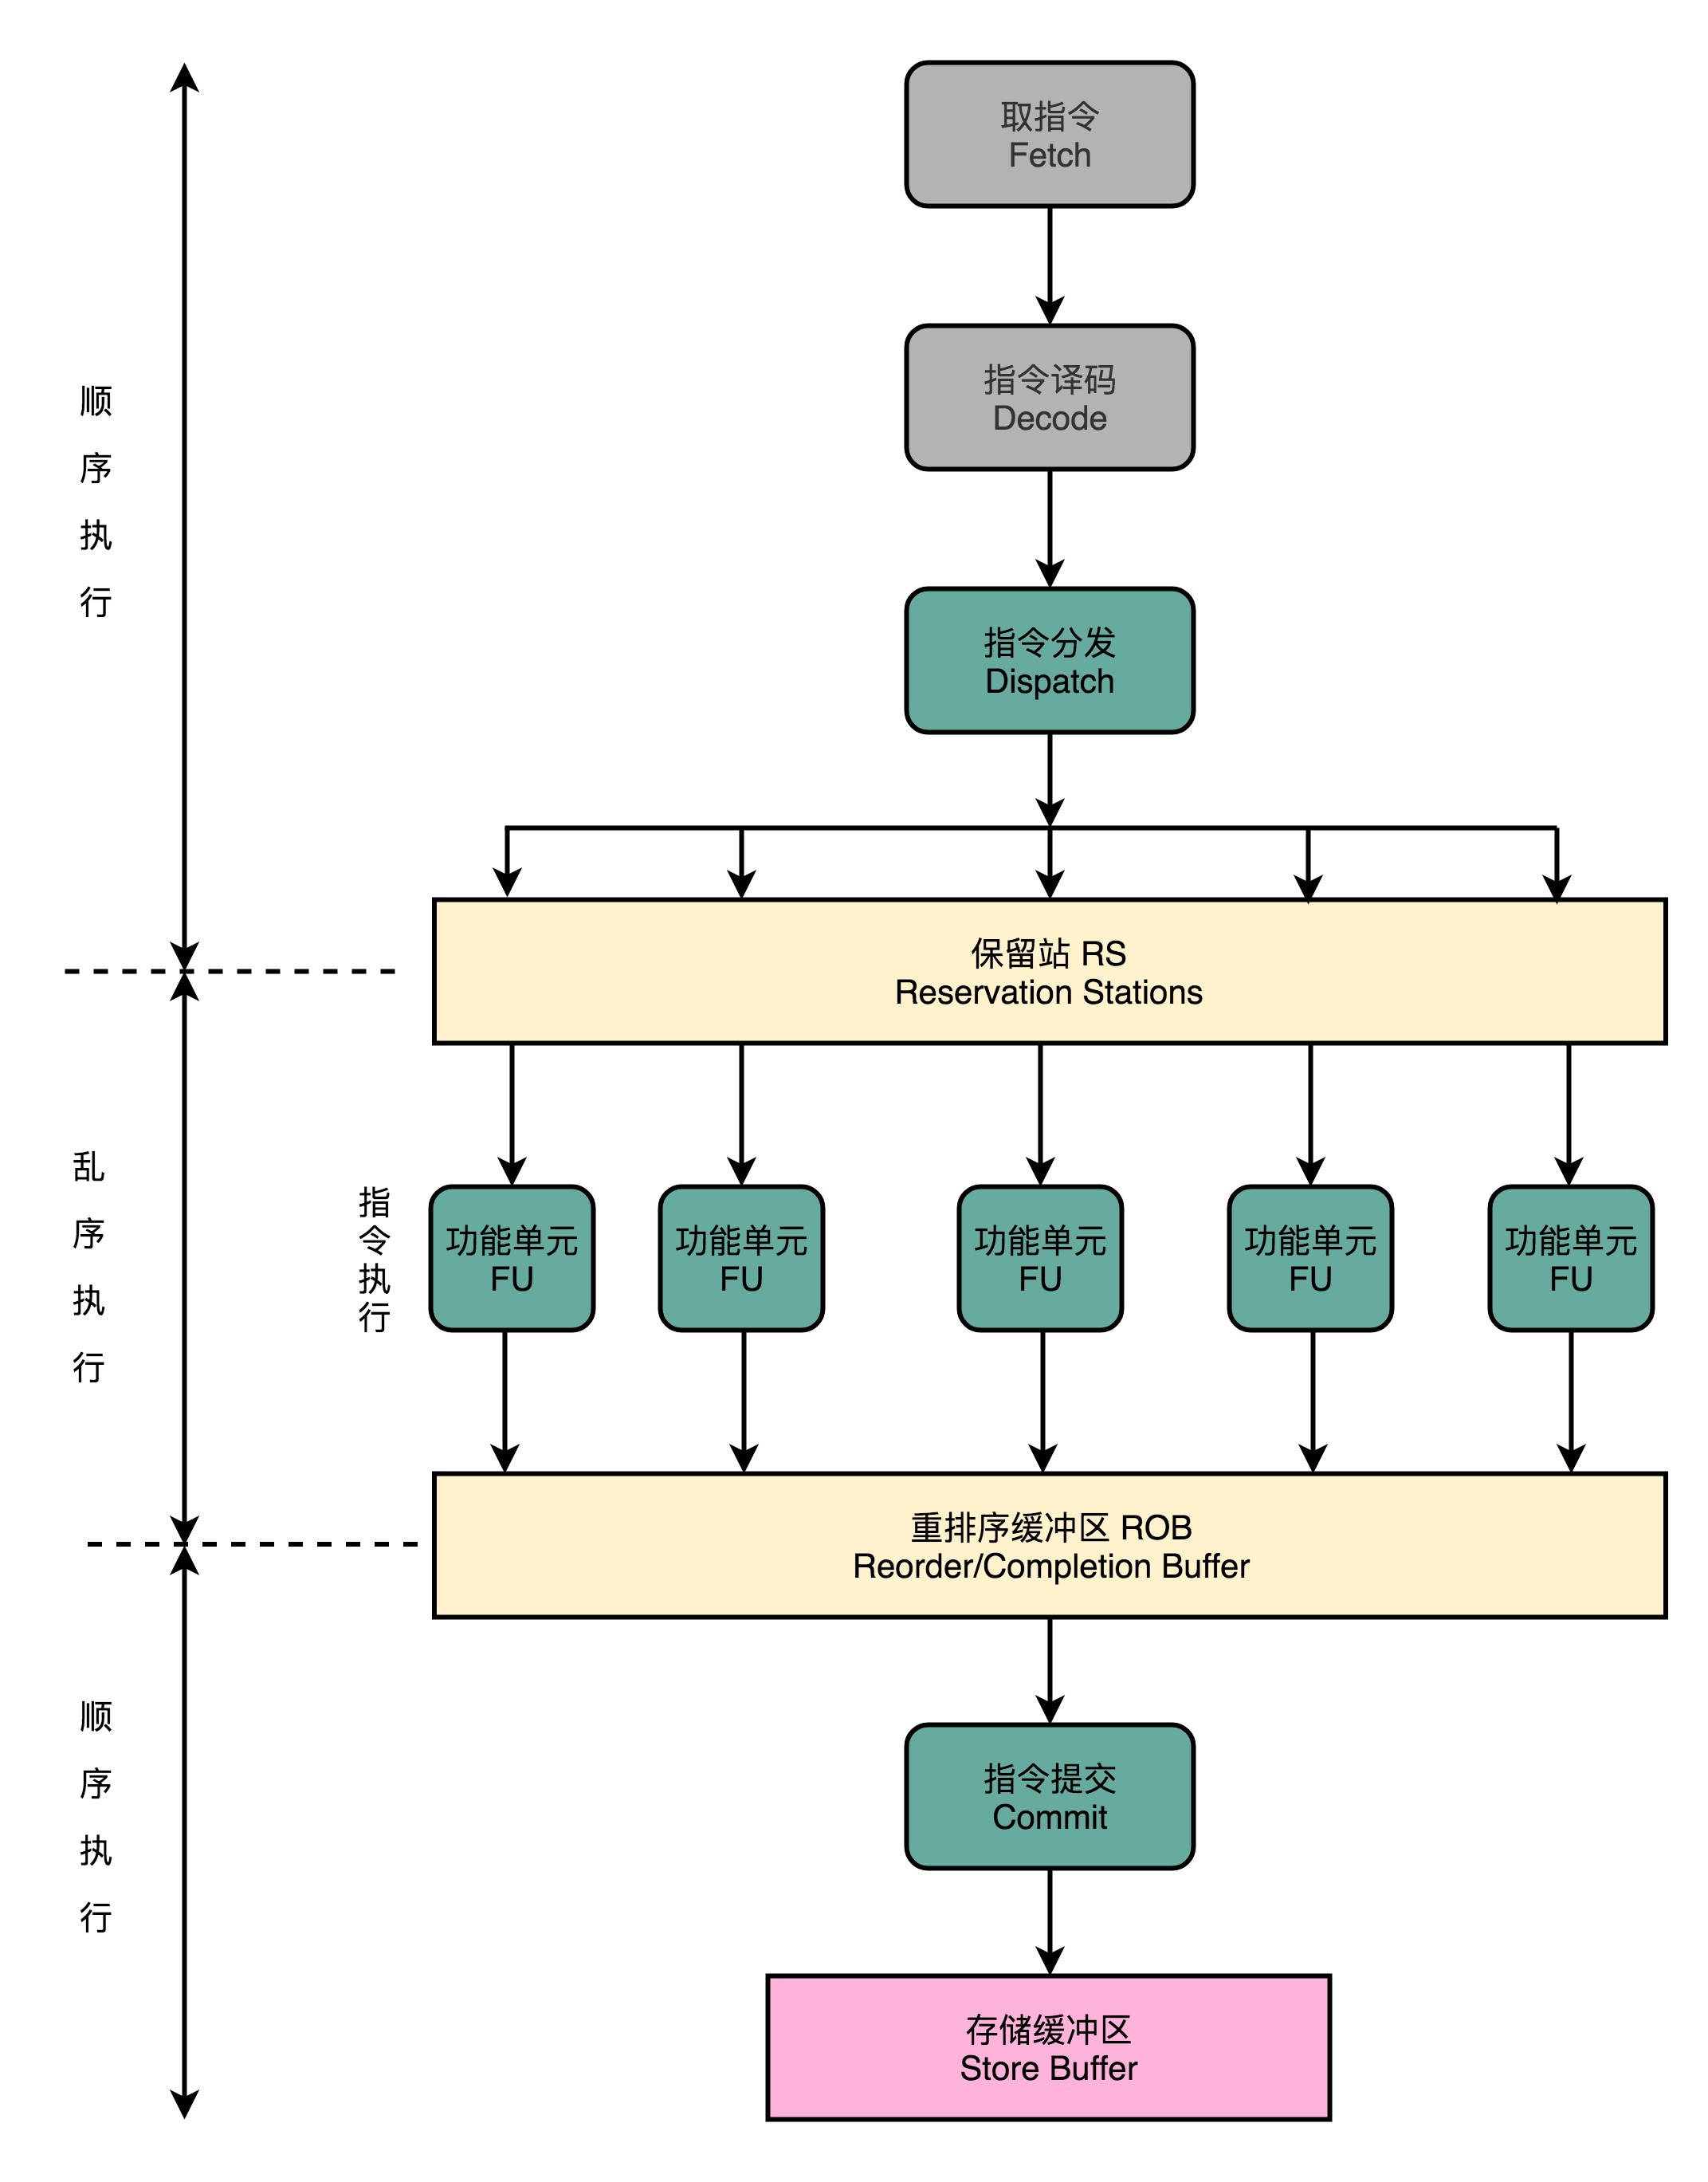 取指令
Fetch
指令译码
Decode
顺序执行
指令分发
Dispatch
保留站 RS
Reservation Stations
乱序执行
指令执行
功能单元
FU
功能单元
FU
功能单元
FU
功能单元
FU
功能单元
FU
重排序缓冲区 ROB
Reorder/Completion Buffer
顺序执行
指令提交
Commit
存储缓冲区
Store Buffer